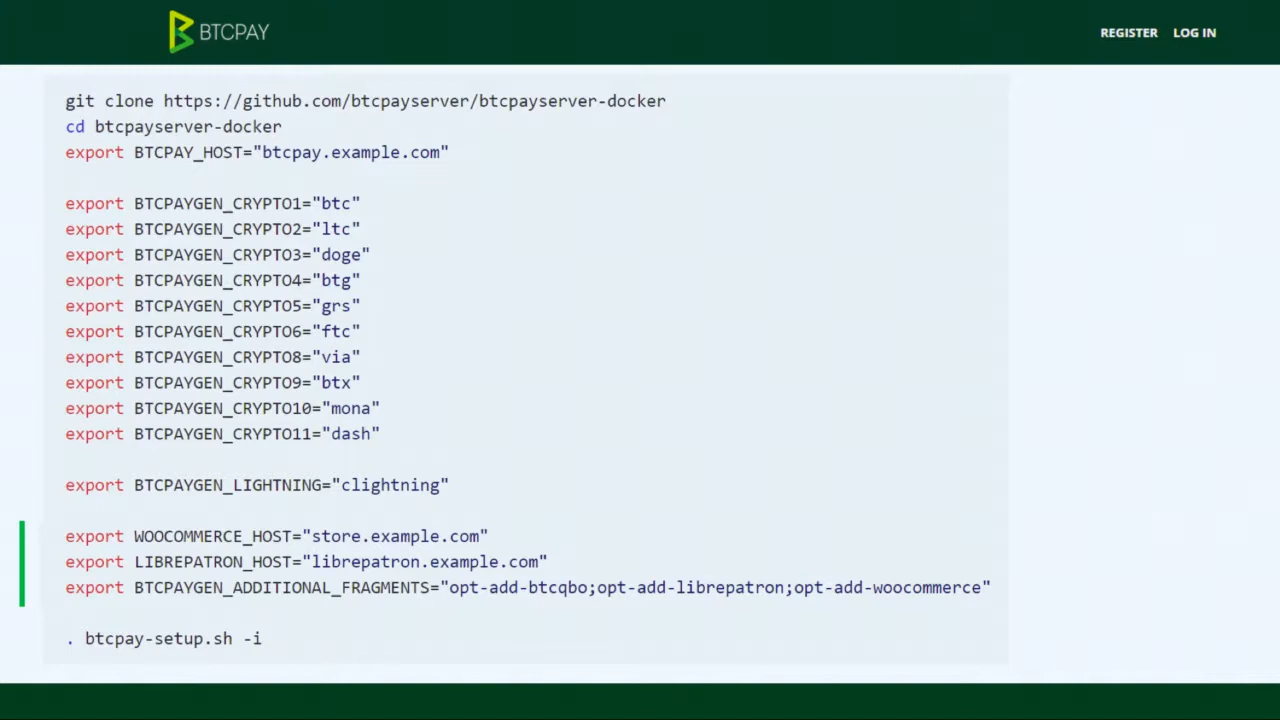 BTCPAY
REGISTER LOG IN
git clone https://github.com/btcpayserver/btcpayserver-docker
cd btcpayserver-docker
export BTCPAY_HOST="btcpay.example.com"
export BTCPAYGEN_CRYPTO1="btc"
export BTCPAYGEN_CRYPTO2="ltc"
export BTCPAYGEN_CRYPTO3="doge"
export BTCPAYGEN_CRYPTO4="btg"
export BTCPAYGEN_CRYPTO5="grs"
export BTCPAYGEN_CRYPTO6="ftc"
export BTCPAYGEN_CRYPTO8="via"
export BTCPAYGEN_CRYPTO9="btx"
export BTCPAYGEN_CRYPTO10="mona"
export BTCPAYGEN_CRYPTO11="dash"
export BTCPAYGEN_LIGHTNING="clightning"
export WOOCOMMERCE_HOST="store.example.com"
export LIBREPATRON_HOST="librepatron.example.com"
export BTCPAYGEN_ADDITIONAL_FRAGMENTS="opt-add-btcqbo;opt-add-librepatron;opt-add-woocommerce"
. btcpay-setup.sh -i